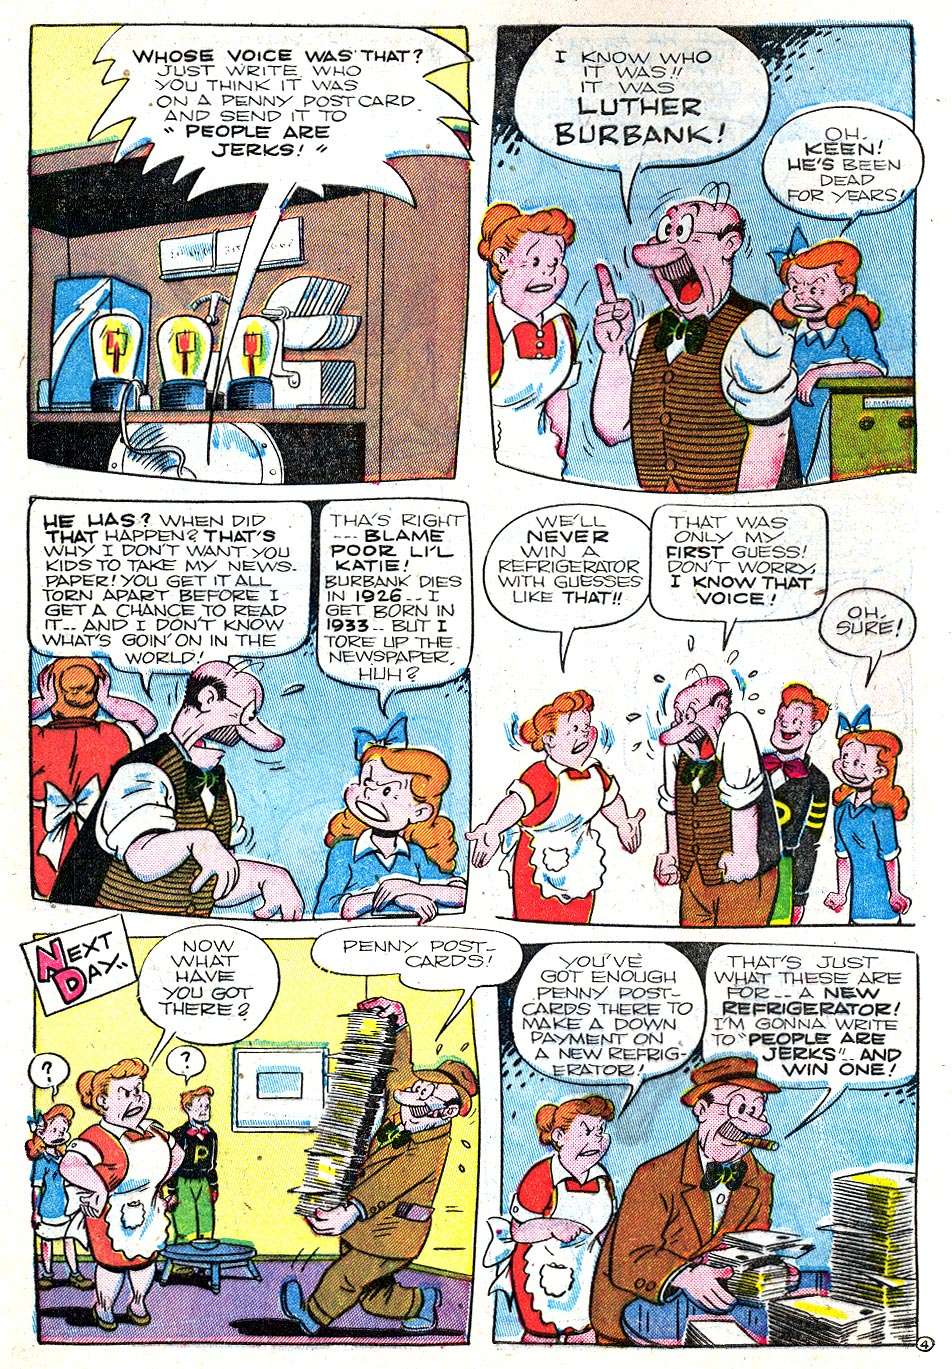 WHOSE VOICE WAS THAT?
JUST WRITE WHO
YOU THINK IT WAS
ON A PENNY POSTCARD
AND SEND IT TO
"PEOPLE ARE
JERKS!"
I KNOW WHO
IT WAS!!
IT WAS
LUTHER
BURBANK!
OH,
KEEN!
HE'S BEEN
DEAD
FOR YEARS!
HE HAS? WHEN DID
THAT HAPPEN? THAT'S
WHY I DON'T WANT YOU
KIDS TO TAKE MY NEWS-
PAPER! YOU GET IT ALL
TORN APART BEFORE I
GET A CHANCE TO READ
IT -- AND I DON'T KNOW
WHAT'S GOIN' ON IN THE
WORLD!
THA'S RIGHT
--- BLAME
POOR LI'L
KATIE!
BURBANK DIES
IN 1926 -- I
GET BORN IN
1933 -- BUT I
TORE UP THE
NEWSPAPER,
HUH?
WE'LL
NEVER
WIN A
REFRIGERATOR
WITH GUESSES
LIKE THAT!!
THAT WAS
ONLY MY
FIRST GUESS!
DON'T WORRY,
I KNOW THAT
VOICE!
OH,
SURE!
NEXT
DAY..
NOW
WHAT
HAVE
YOU GOT
THERE?
PENNY POST-
CARDS!
?
?
P
YOU'VE
GOT ENOUGH
PENNY POST-
CARDS THERE TO
MAKE A DOWN
PAYMENT ON
A NEW REFRIG-
ERATOR!
THAT'S JUST
WHAT THESE ARE
FOR -- A NEW
REFRIGERATOR!
I'M GONNA WRITE
TO "PEOPLE ARE
JERKS" -- AND
WIN ONE!
4